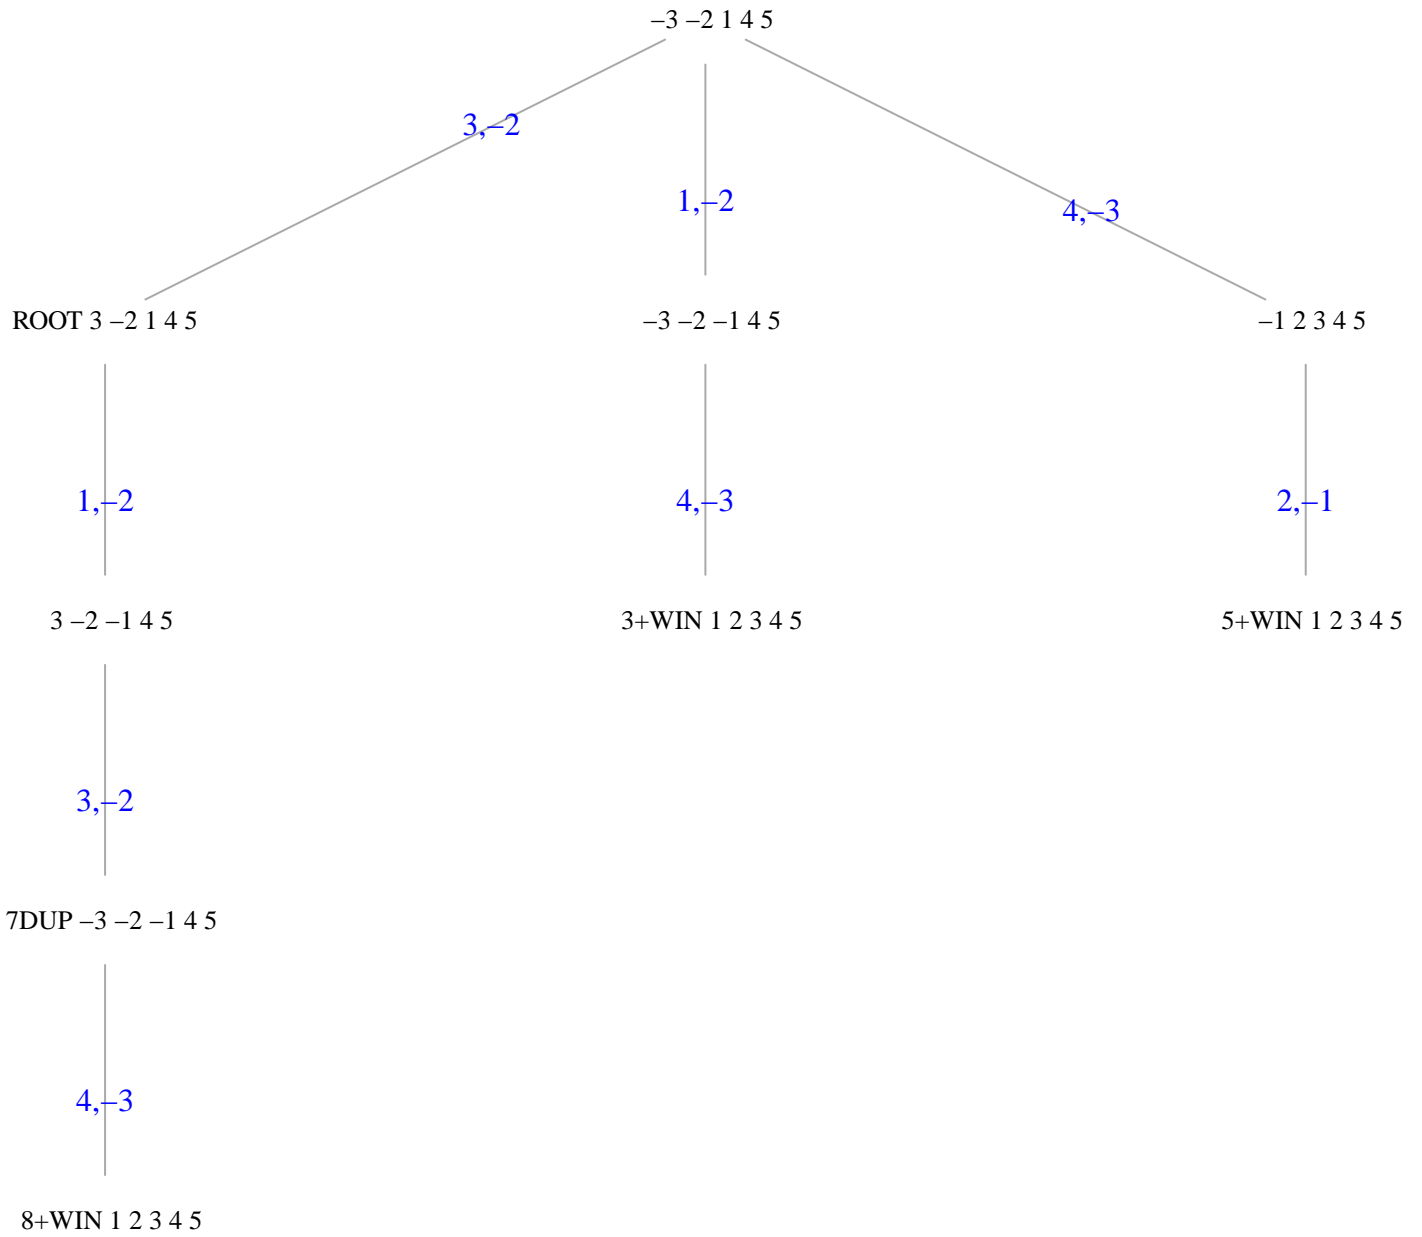 –3 –2 1 4 5
3,–2
1,–2
4,–3
ROOT 3 –2 1 4 5
–3 –2 –1 4 5
–1 2 3 4 5
1,–2
4,–3
2,–1
3 –2 –1 4 5
3+WIN 1 2 3 4 5
5+WIN 1 2 3 4 5
3,–2
7DUP –3 –2 –1 4 5
4,–3
8+WIN 1 2 3 4 5